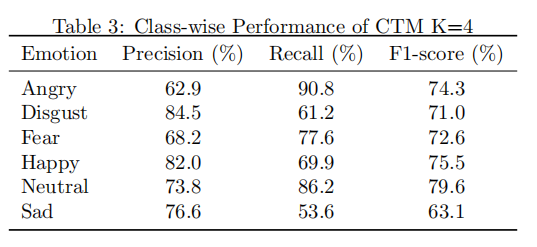 Table 3: Class-wise Performance of CTM K=4
Emotion Precision (%) Recall (%) F1-score (%)
Angry 62.9 90.8 74.3
Disgust 84.5 61.2 71.0
Fear 68.2 77.6 72.6
Happy 82.0 69.9 75.5
Neutral 73.8 86.2 79.6
Sad 76.6 53.6 63.1